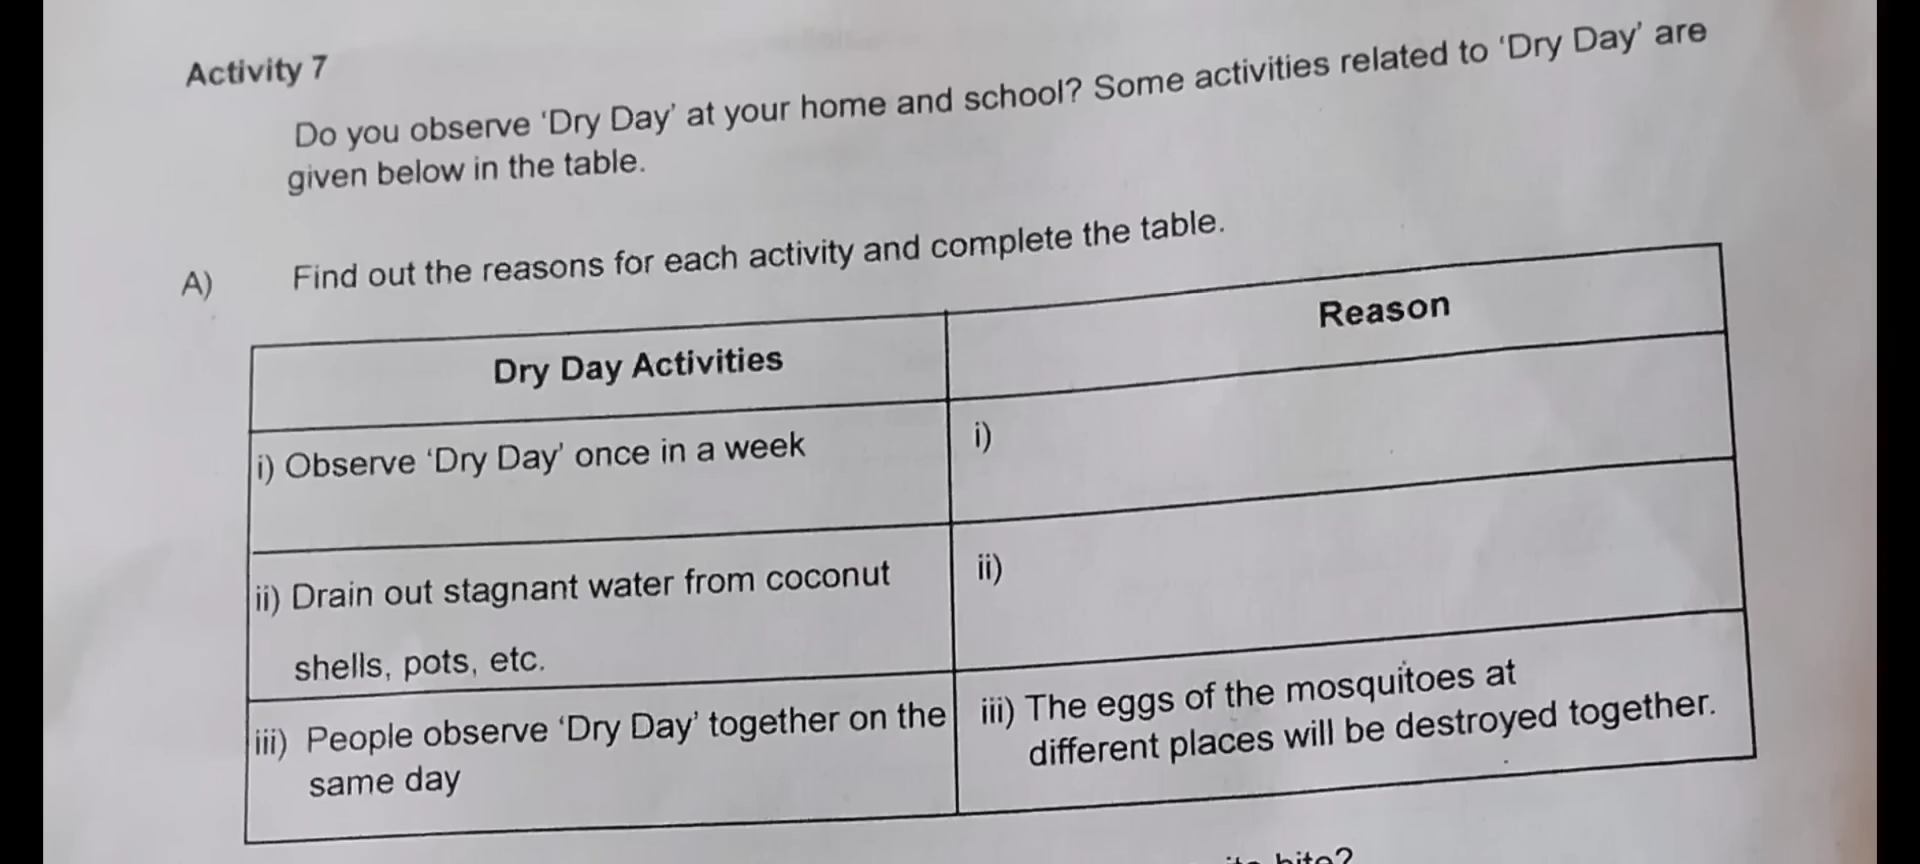 Activity 7
Do you observe 'Dry Day' at your home and school? Some activities related to 'Dry Day' are
given below in the table.
A) Find out the reasons for each activity and complete the table.
Dry Day Activities
Reason
i) Observe 'Dry Day' once in a week
i)
ii) Drain out stagnant water from coconut
shells, pots, etc.
ii)
iii) People observe 'Dry Day' together on the
same day
iii) The eggs of the mosquitoes at
different places will be destroyed together.
bite?